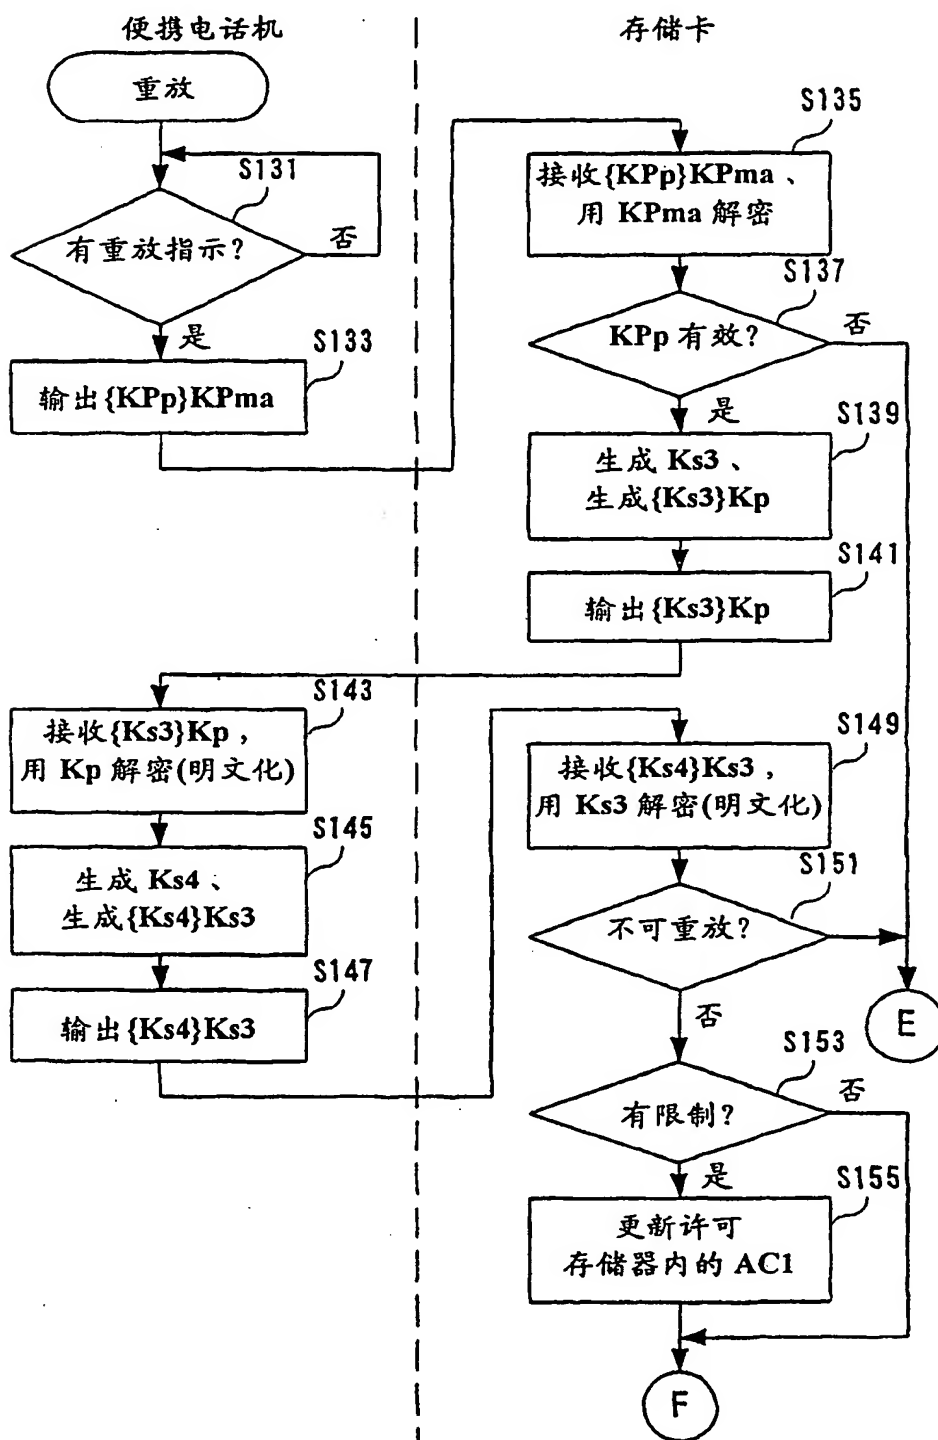 便携电话机
存储卡
重放
S131
有重放指示?
否
是
S133
输出{KPp}KPma
S135
接收{KPp}KPma、
用 KPma 解密
S137
KPp 有效?
否
是
S139
生成 Ks3、
生成{Ks3}Kp
S141
输出{Ks3}Kp
S143
接收{Ks3}Kp,
用 Kp 解密(明文化)
S145
生成 Ks4、
生成{Ks4}Ks3
S147
输出{Ks4}Ks3
S149
接收{Ks4}Ks3,
用 Ks3 解密(明文化)
S151
不可重放?
否
E
S153
有限制?
否
是
S155
更新许可
存储器内的 AC1
F